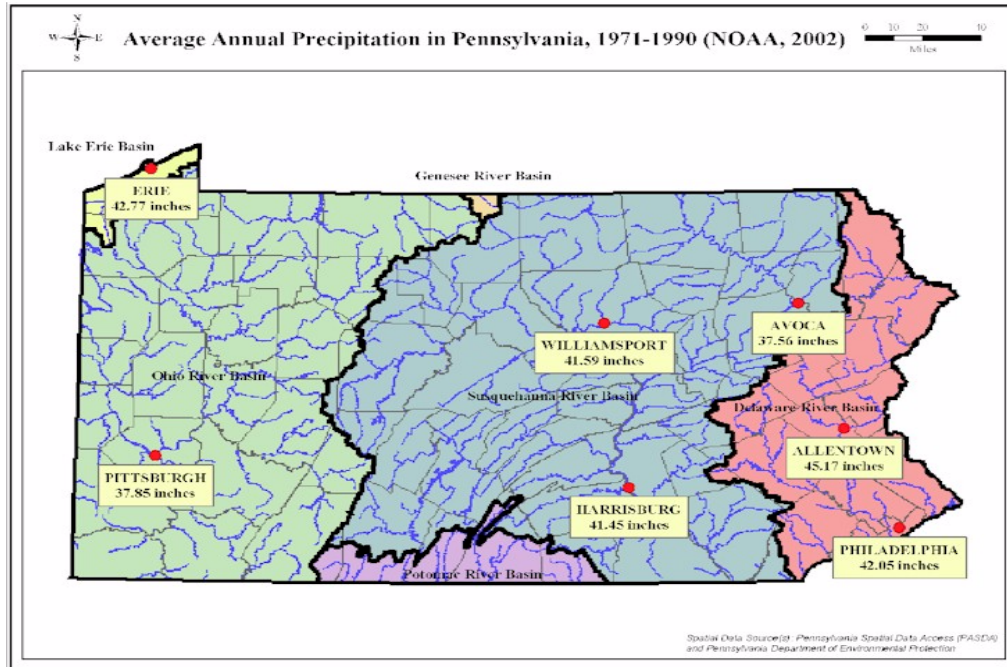 N
W E
S
Average Annual Precipitation in Pennsylvania, 1971-1990 (NOAA, 2002)
0 10 20 40
Miles
Lake Erie Basin
Genesee River Basin
ERIE
42.77 inches
WILLIAMSPORT
41.59 inches
AVOCA
37.56 inches
Ohio River Basin
Susquehanna River Basin
Delaware River Basin
ALLENTOWN
45.17 inches
PITTSBURGH
37.85 inches
HARRISBURG
41.45 inches
PHILADELPHIA
42.05 inches
Potomac River Basin
Spatial Data Source(s): Pennsylvania Spatial Data Access (PASDA)
and Pennsylvania Department of Environmental Protection